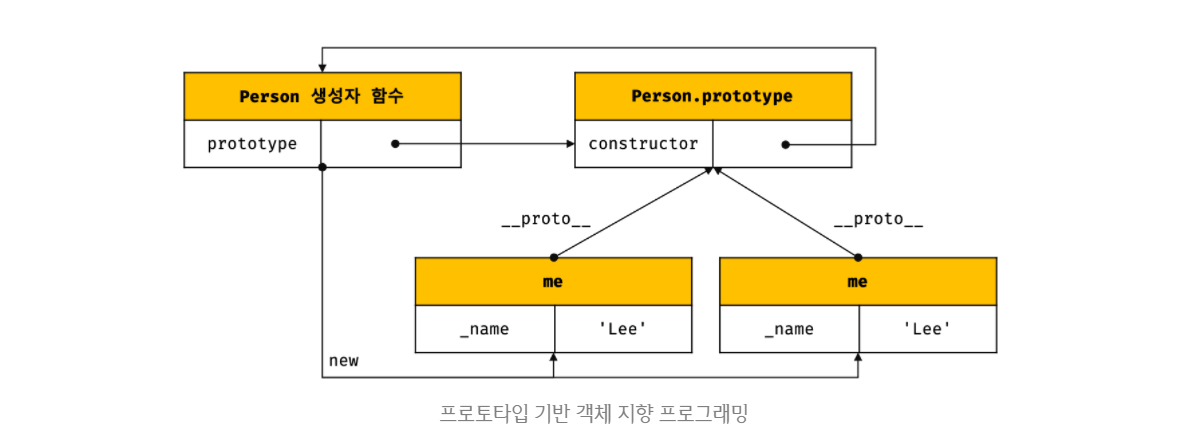 Person 생성자 함수
Person.prototype
prototype
constructor
__proto__
__proto__
me
me
_name
'Lee'
_name
'Lee'
new
프로토타입 기반 객체 지향 프로그래밍